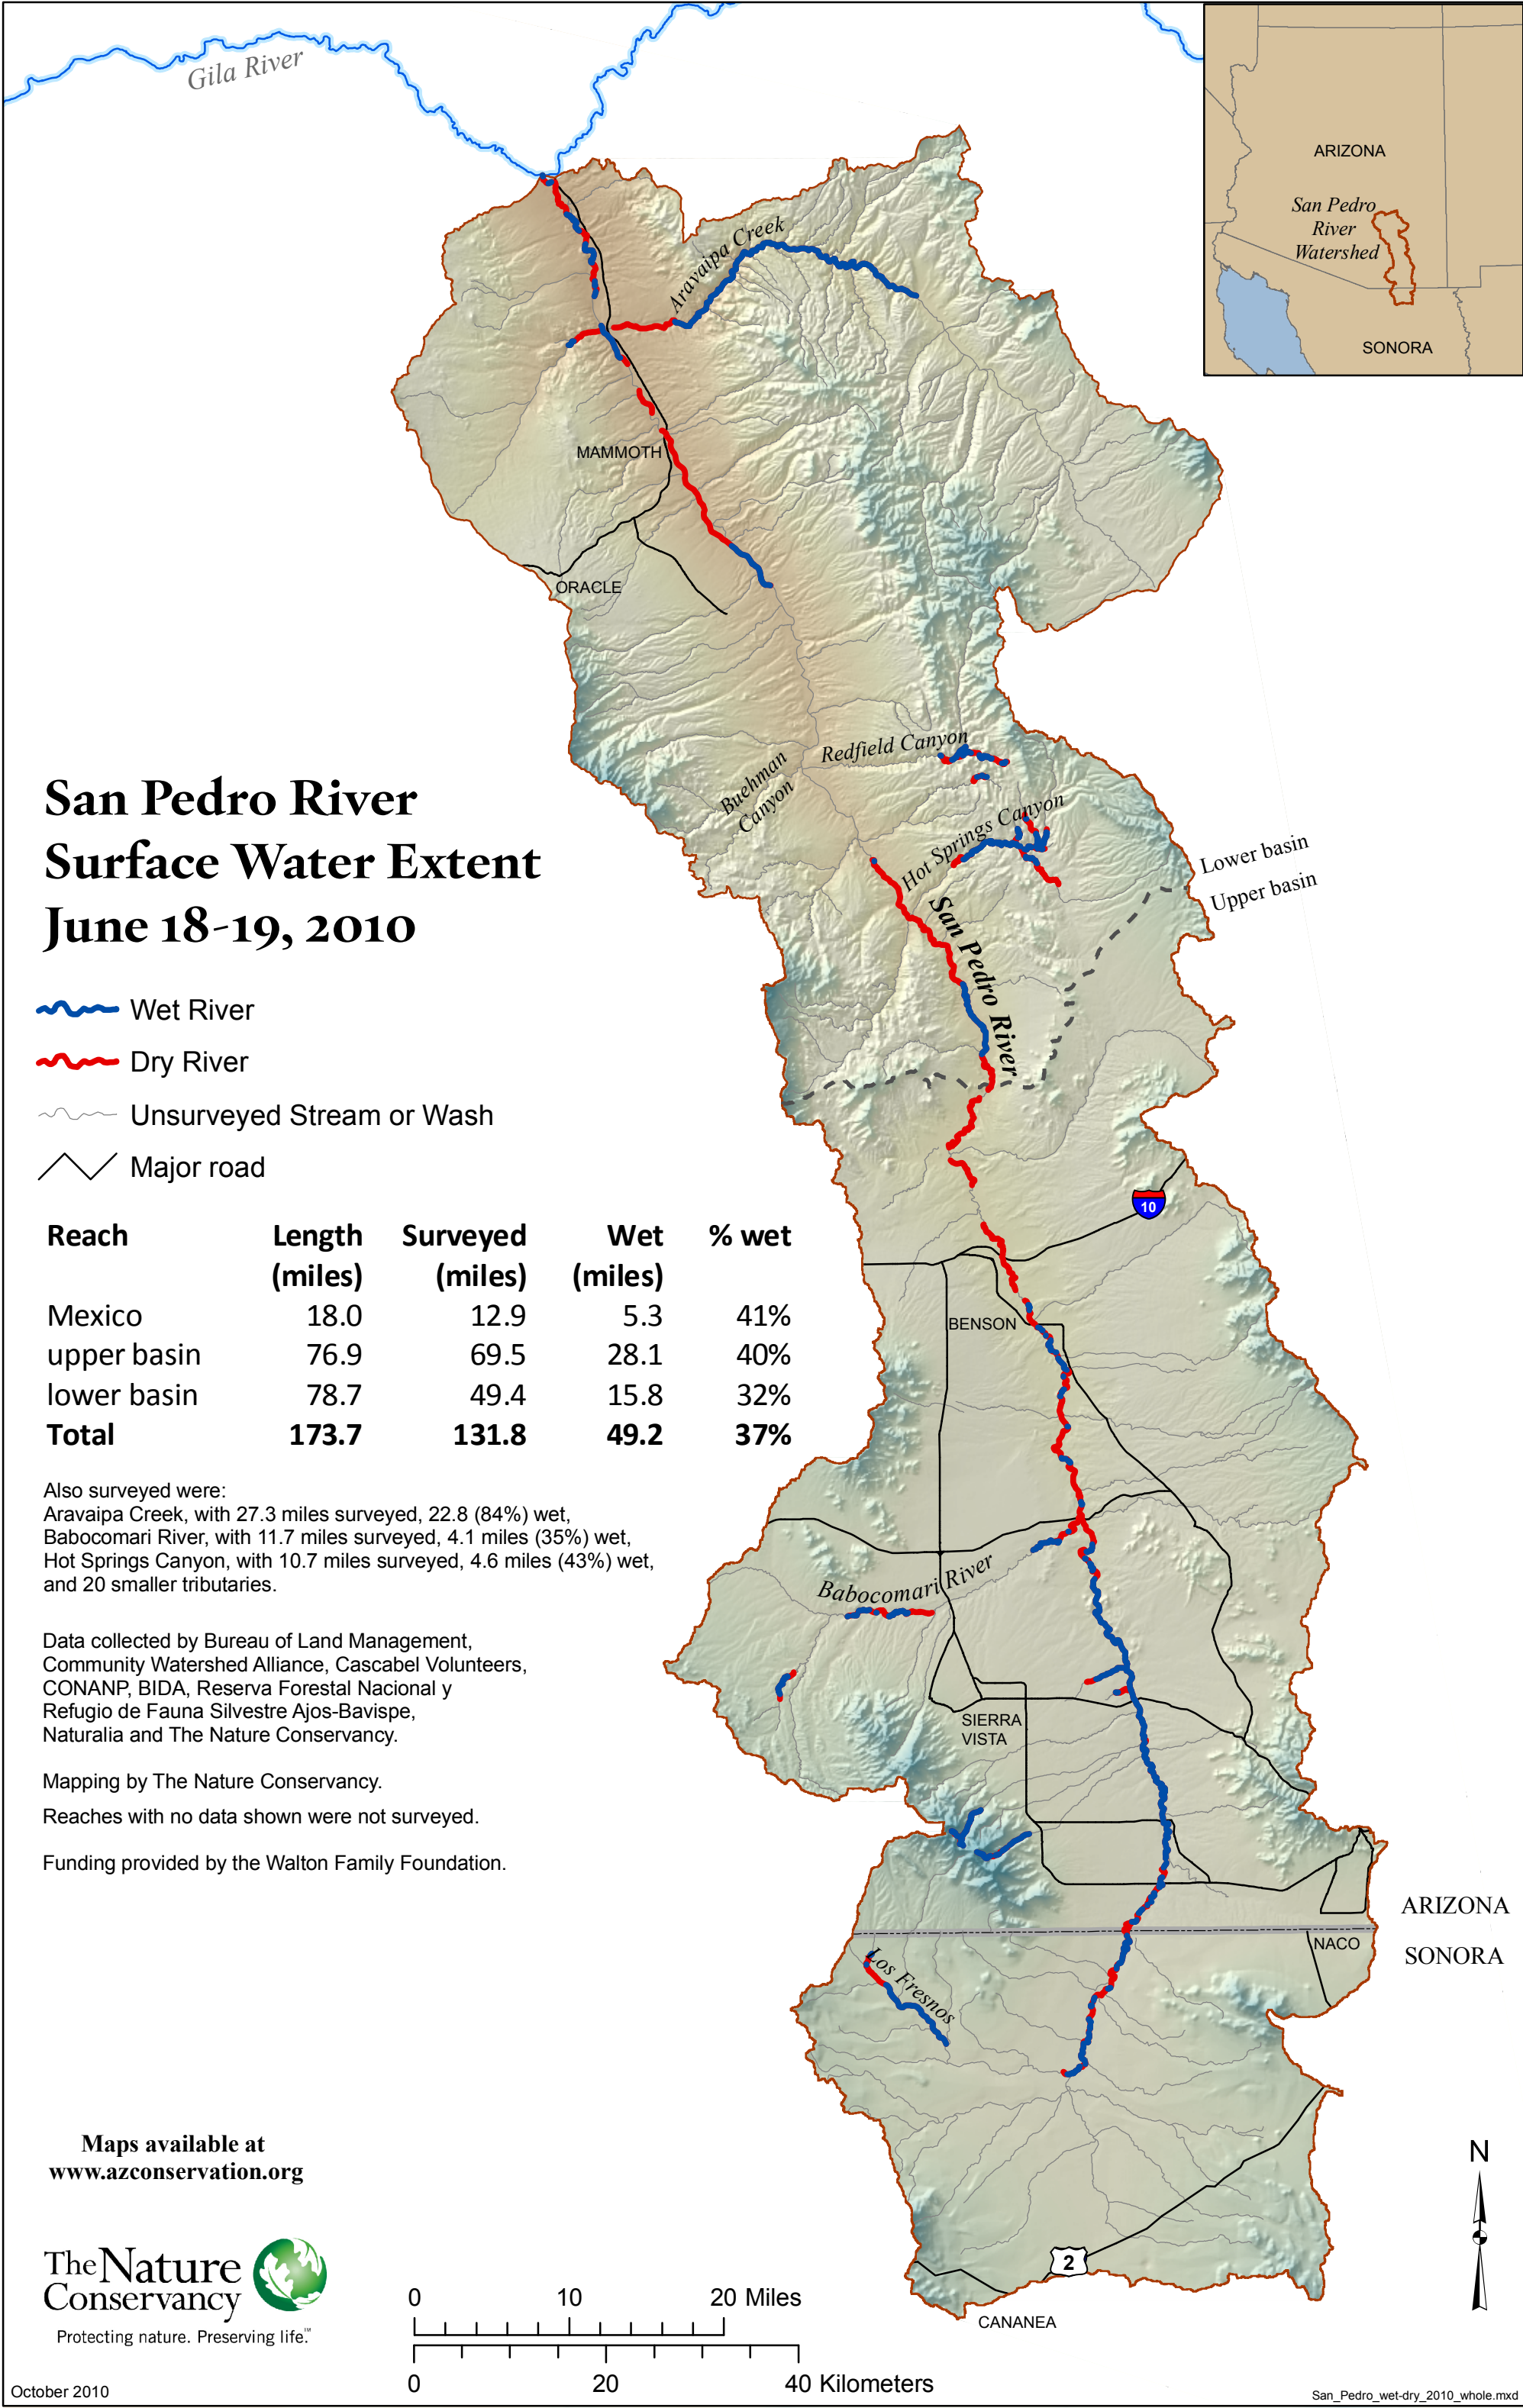 Gila River
ARIZONA
San Pedro
River
Watershed
SONORA
Aravaipa Creek
MAMMOTH
ORACLE
Redfield Canyon
Buehman
Canyon
Hot Springs Canyon
San Pedro River
Lower basin
Upper basin
San Pedro River
Surface Water Extent
June 18-19, 2010
Wet River
Dry River
Unsurveyed Stream or Wash
Major road
10
Reach Length Surveyed Wet % wet
(miles) (miles) (miles)
Mexico 18.0 12.9 5.3 41%
upper basin 76.9 69.5 28.1 40%
lower basin 78.7 49.4 15.8 32%
Total 173.7 131.8 49.2 37%
BENSON
Also surveyed were:
Aravaipa Creek, with 27.3 miles surveyed, 22.8 (84%) wet,
Babocomari River, with 11.7 miles surveyed, 4.1 miles (35%) wet,
Hot Springs Canyon, with 10.7 miles surveyed, 4.6 miles (43%) wet,
and 20 smaller tributaries.
Babocomari River
Data collected by Bureau of Land Management,
Community Watershed Alliance, Cascabel Volunteers,
CONANP, BIDA, Reserva Forestal Nacional y
Refugio de Fauna Silvestre Ajos-Bavispe,
Naturalia and The Nature Conservancy.
SIERRA
VISTA
Mapping by The Nature Conservancy.
Reaches with no data shown were not surveyed.
Funding provided by the Walton Family Foundation.
ARIZONA
NACO
SONORA
Los Fresnos
Maps available at
www.azconservation.org
N
The Nature
Conservancy
Protecting nature. Preserving life.™
2
0 10 20 Miles
CANANEA
0 20 40 Kilometers
October 2010
San_Pedro_wet-dry_2010_whole.mxd